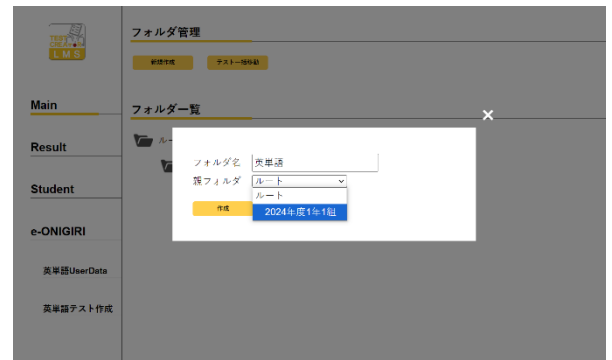 TEST
CREA
LMS
フォルダ管理
新規作成
テスト一括移動
Main
フォルダ一覧
×
Result
フォルダ名
英単語
親フォルダ
ルート
ルート
2024年度1年1組
作成
Student
e-ONIGIRI
英単語UserData
英単語テスト作成